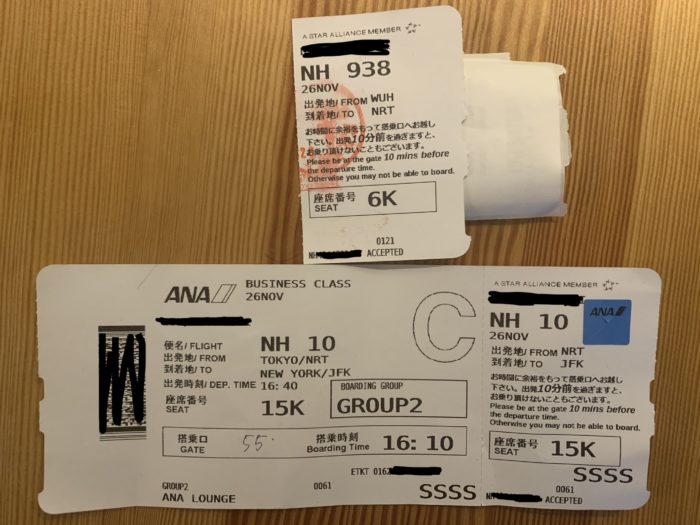 A STAR ALLIANCE MEMBER
NH 938
26NOV
出発地/ FROM WUH
到着地/ TO NRT
お時間に余裕をもって搭乗口へお越し
下さい。出発10分前を過ぎますと、
お乗り頂けないこともございます。
Please be at the gate 10 mins before
the departure time.
Otherwise you may not be able to board.
座席番号
SEAT 6K
0121
ACCEPTED
ANA BUSINESS CLASS
26NOV
C
便名/ FLIGHT NH 10
出発地/ FROM TOKYO/NRT
到着地/ TO NEW YORK/JFK
出発時刻/ DEP. TIME 16:40
座席番号
SEAT 15K
BOARDING GROUP
GROUP2
搭乗口
GATE 55
搭乗時刻
Boarding Time 16:10
ETKT 0162
GROUP2 0061
ANA LOUNGE SSSS
A STAR ALLIANCE MEMBER
NH 10
ANA
26NOV
出発地/ FROM NRT
到着地/ TO JFK
お時間に余裕をもって搭乗口へお越し
下さい。出発10分前を過ぎますと、
お乗り頂けないこともございます。
Please be at the gate 10 mins before
the departure time.
Otherwise you may not be able to board.
座席番号
SEAT 15K
SSSS
0061
ACCEPTED